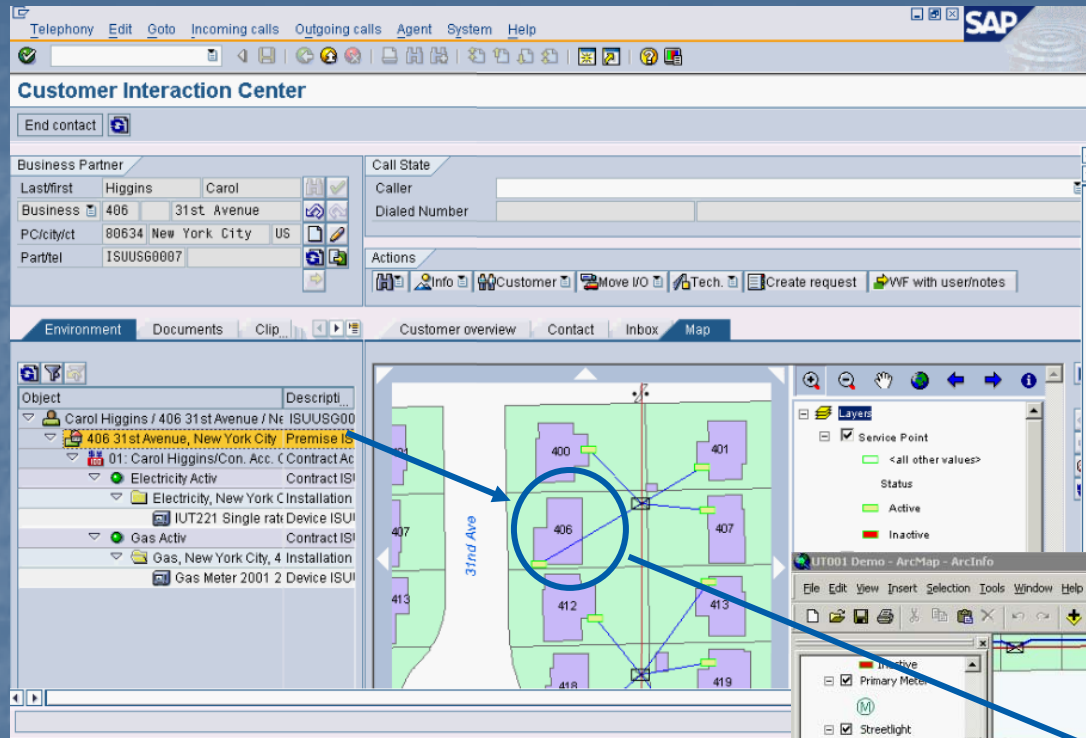 Telephony Edit Goto Incoming calls Outgoing calls Agent System Help
SAP
Customer Interaction Center
End contact
Business Partner
Last/first Higgins Carol
Business 406 31st Avenue
PC/city/ct 80634 New York City US
Part/tel ISUUSG0007
Call State
Caller
Dialed Number
Actions
Info Customer Move I/O Tech. Create request WF with user/notes
Environment Documents Clip
Customer overview Contact Inbox Map
Object Descripti...
Carol Higgins / 406 31st Avenue / Ne ISUUSG00
406 31st Avenue, New York City Premise IS
01: Carol Higgins/Con. Acc. ( Contract Ac
Electricity Activ Contract ISU
Electricity, New York C Installation
IUT221 Single rate Device ISU
Gas Activ Contract ISU
Gas, New York City, 4 Installation
Gas Meter 2001 2 Device ISU
401
407
413
31nd Ave
400
406
412
418
401
407
413
419
Layers
Service Point
<all other values>
Status
Active
Inactive
UT001 Demo - ArcMap - ArcInfo
File Edit View Insert Selection Tools Window Help
Inactive
Primary Meter
M
Streetlight